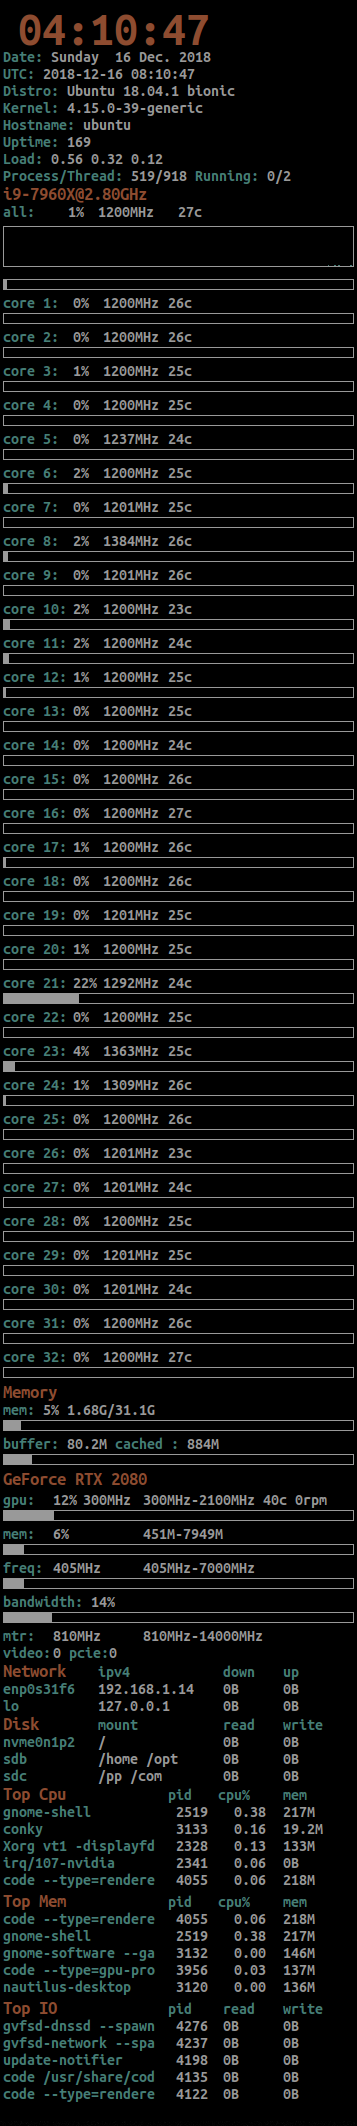 04:10:47
Date: Sunday  16 Dec. 2018
UTC: 2018-12-16 08:10:47
Distro: Ubuntu 18.04.1 bionic
Kernel: 4.15.0-39-generic
Hostname: ubuntu
Uptime: 169
Load: 0.56 0.32 0.12
Process/Thread: 519/918 Running: 0/2
i9-7960X@2.80GHz
all: 1% 1200MHz 27c
core 1: 0% 1200MHz 26c
core 2: 0% 1200MHz 26c
core 3: 1% 1200MHz 25c
core 4: 0% 1200MHz 25c
core 5: 0% 1237MHz 24c
core 6: 2% 1200MHz 25c
core 7: 0% 1201MHz 25c
core 8: 2% 1384MHz 26c
core 9: 0% 1201MHz 26c
core 10: 2% 1200MHz 23c
core 11: 2% 1200MHz 24c
core 12: 1% 1200MHz 25c
core 13: 0% 1200MHz 25c
core 14: 0% 1200MHz 24c
core 15: 0% 1200MHz 26c
core 16: 0% 1200MHz 27c
core 17: 1% 1200MHz 26c
core 18: 0% 1200MHz 26c
core 19: 0% 1201MHz 25c
core 20: 1% 1200MHz 25c
core 21: 22% 1292MHz 24c
core 22: 0% 1200MHz 25c
core 23: 4% 1363MHz 25c
core 24: 1% 1309MHz 26c
core 25: 0% 1200MHz 26c
core 26: 0% 1201MHz 23c
core 27: 0% 1201MHz 24c
core 28: 0% 1200MHz 25c
core 29: 0% 1201MHz 25c
core 30: 0% 1201MHz 24c
core 31: 0% 1200MHz 26c
core 32: 0% 1200MHz 27c
Memory
mem: 5% 1.68G/31.1G
buffer: 80.2M cached : 884M
GeForce RTX 2080
gpu: 12% 300MHz 300MHz-2100MHz 40c 0rpm
mem: 6% 451M-7949M
freq: 405MHz 405MHz-7000MHz
bandwidth: 14%
mtr: 810MHz 810MHz-14000MHz
video:0 pcie:0
Network ipv4 down up
enp0s31f6 192.168.1.14 0B 0B
lo 127.0.0.1 0B 0B
Disk mount read write
nvme0n1p2 / 0B 0B
sdb /home /opt 0B 0B
sdc /pp /com 0B 0B
Top Cpu pid cpu% mem
gnome-shell 2519 0.38 217M
conky 3133 0.16 19.2M
Xorg vt1 -displayfd 2328 0.13 133M
irq/107-nvidia 2341 0.06 0B
code --type=rendere 4055 0.06 218M
Top Mem pid cpu% mem
code --type=rendere 4055 0.06 218M
gnome-shell 2519 0.38 217M
gnome-software --ga 3132 0.00 146M
code --type=gpu-pro 3956 0.03 137M
nautilus-desktop 3120 0.00 136M
Top IO pid read write
gvfsd-dnssd --spawn 4276 0B 0B
gvfsd-network --spa 4237 0B 0B
update-notifier 4198 0B 0B
code /usr/share/cod 4135 0B 0B
code --type=rendere 4122 0B 0B